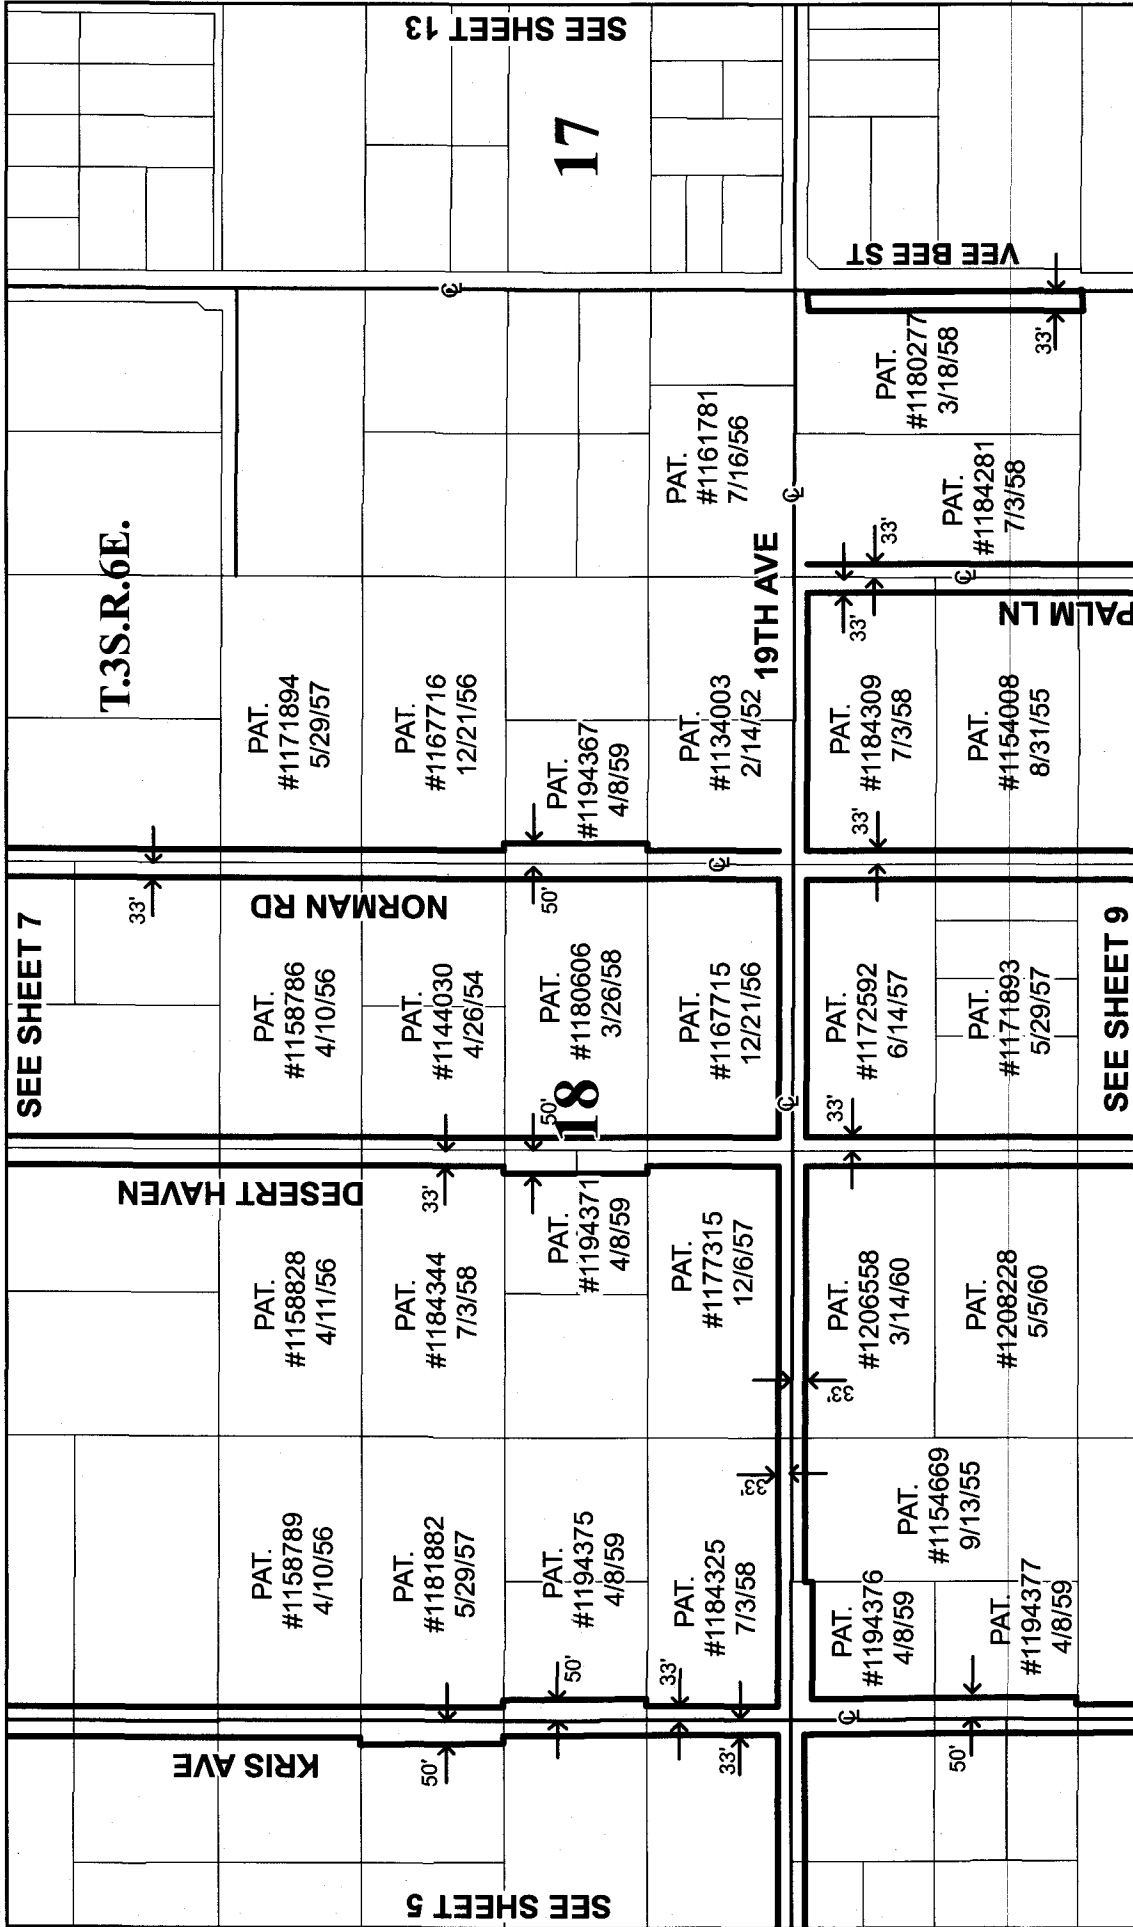 SEE SHEET 13
17
VEE BEE ST
33'
PAT.
#1180277
3/18/58
PAT.
#1161781
7/16/56
PAT.
#1184281
7/3/58
T.3S.R.6E.
19TH AVE
33'
33'
PALM LN
PAT.
#1171894
5/29/57
PAT.
#1167716
12/21/56
PAT.
#1194367
4/8/59
PAT.
#1134003
2/14/52
PAT.
#1184309
7/3/58
PAT.
#1154008
8/31/55
33'
SEE SHEET 7
33'
NORMAN RD
50'
PAT.
#1158786
4/10/56
PAT.
#1144030
4/26/54
PAT.
#1180606
3/26/58
PAT.
#1167715
12/21/56
PAT.
#1172592
6/14/57
PAT.
#1171893
5/29/57
SEE SHEET 9
18
50'
33'
DESERT HAVEN
33'
PAT.
#1158828
4/11/56
PAT.
#1184344
7/3/58
PAT.
#1194371
4/8/59
PAT.
#1177315
12/6/57
PAT.
#1206558
3/14/60
PAT.
#1208228
5/5/60
33'
33'
PAT.
#1158789
4/10/56
PAT.
#1181882
5/29/57
PAT.
#1194375
4/8/59
PAT.
#1184325
7/3/58
PAT.
#1154669
9/13/55
PAT.
#1194376
4/8/59
PAT.
#1194377
4/8/59
50'
33'
KRIS AVE
50'
33'
50'
SEE SHEET 5